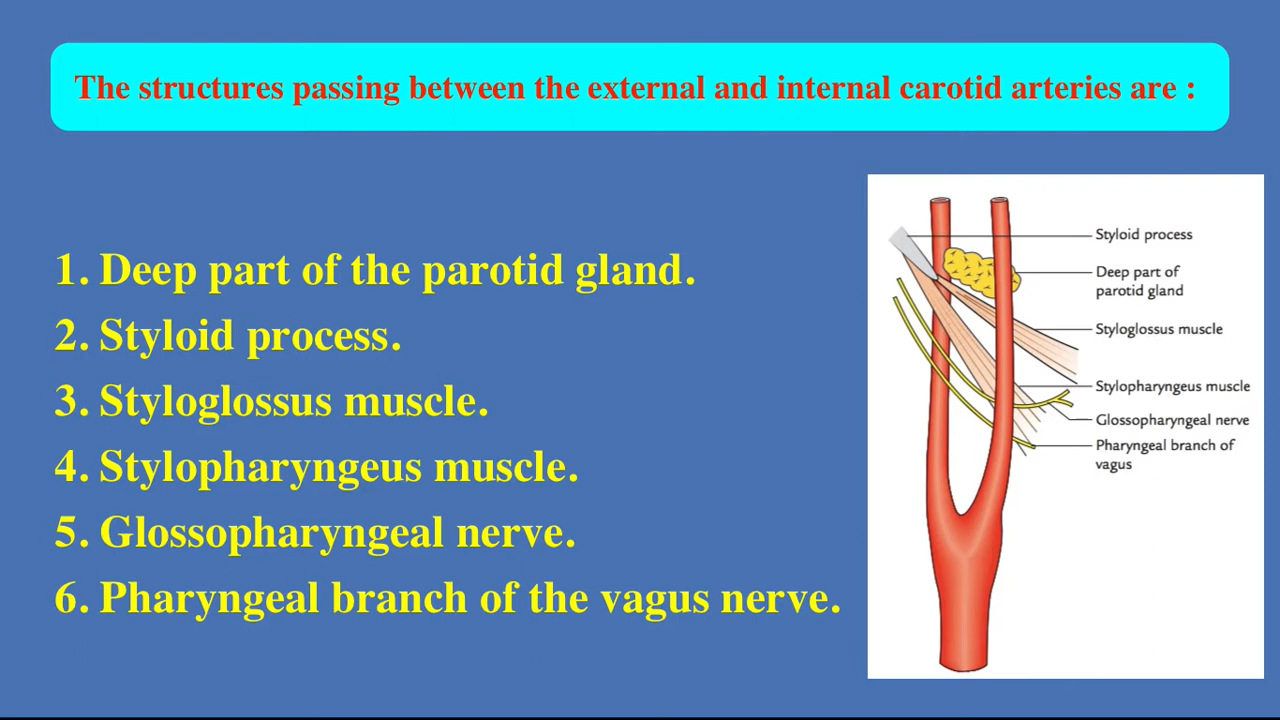 The structures passing between the external and internal carotid arteries are :
1. Deep part of the parotid gland.
2. Styloid process.
3. Styloglossus muscle.
4. Stylopharyngeus muscle.
5. Glossopharyngeal nerve.
6. Pharyngeal branch of the vagus nerve.
Styloid process
Deep part of
parotid gland
Styloglossus muscle
Stylopharyngeus muscle
Glossopharyngeal nerve
Pharyngeal branch of
vagus